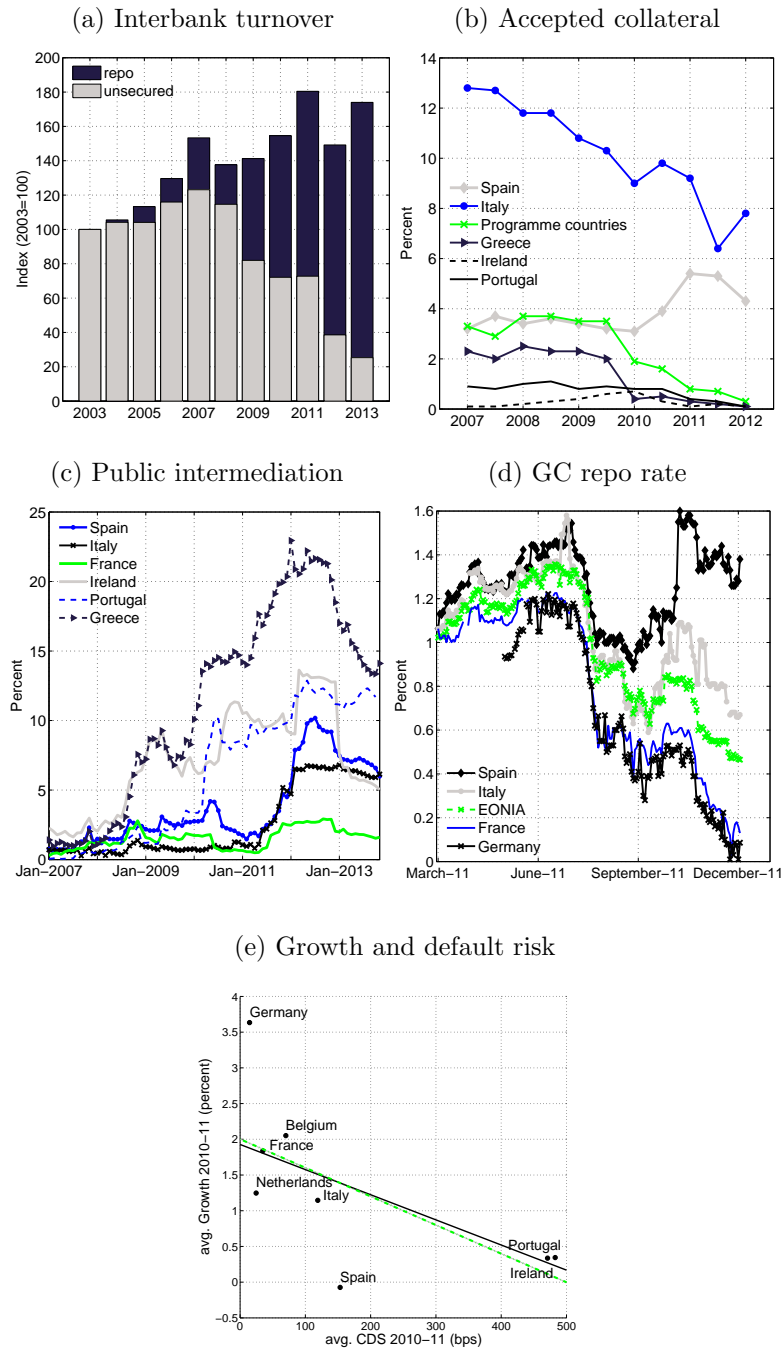 (a) Interbank turnover
200
180
160
140
120
100
80
60
40
20
0
Index (2003=100)
repo
unsecured
2003 2005 2007 2009 2011 2013
(b) Accepted collateral
14
12
10
8
6
4
2
0
Percent
Spain
Italy
Programme countries
Greece
Ireland
Portugal
2007 2008 2009 2010 2011 2012
(c) Public intermediation
25
20
15
10
5
0
Percent
Spain
Italy
France
Ireland
Portugal
Greece
Jan−2007 Jan−2009 Jan−2011 Jan−2013
(d) GC repo rate
1.6
1.4
1.2
1
0.8
0.6
0.4
0.2
0
Percent
Spain
Italy
EONIA
France
Germany
March−11 June−11 September−11 December−11
(e) Growth and default risk
4
3.5
3
2.5
2
1.5
1
0.5
0
−0.5
avg. Growth 2010−11 (percent)
Germany
Belgium
France
Netherlands
Italy
Portugal
Ireland
Spain
0 100 200 300 400 500
avg. CDS 2010−11 (bps)